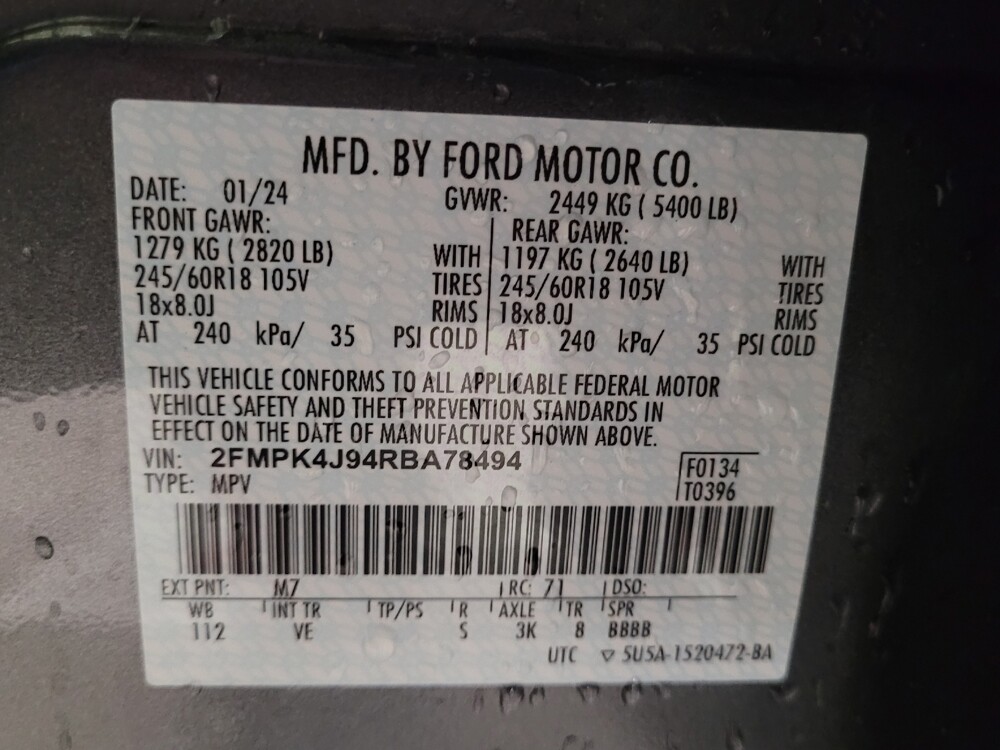 MFD. BY FORD MOTOR CO.
DATE: 01/24 GVWR: 2449 KG ( 5400 LB)
FRONT GAWR: REAR GAWR:
1279 KG ( 2820 LB) WITH 1197 KG ( 2640 LB) WITH
245/60R18 105V TIRES 245/60R18 105V TIRES
18x8.0J RIMS 18x8.0J RIMS
AT 240 kPa/ 35 PSI COLD AT 240 kPa/ 35 PSI COLD
THIS VEHICLE CONFORMS TO ALL APPLICABLE FEDERAL MOTOR
VEHICLE SAFETY AND THEFT PREVENTION STANDARDS IN
EFFECT ON THE DATE OF MANUFACTURE SHOWN ABOVE.
VIN: 2FMPK4J94RBA78494 F0134
TYPE: MPV T0396
EXT PNT: M7 RC: 71 DSO:
WB INT TR TP/PS R AXLE TR SPR
112 VE S 3K 8 BBBB
UTC ▽ 5U5A-1520472-BA